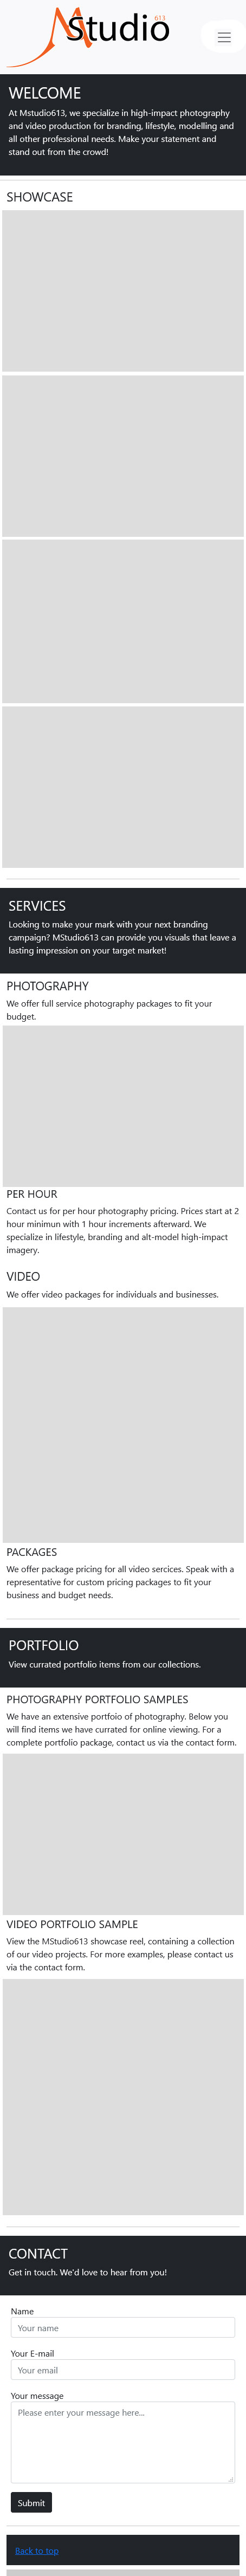 MStudio
613
WELCOME
At Mstudio613, we specialize in high-impact photography
and video production for branding, lifestyle, modelling and
all other professional needs. Make your statement and
stand out from the crowd!
SHOWCASE
SERVICES
Looking to make your mark with your next branding
campaign? MStudio613 can provide you visuals that leave a
lasting impression on your target market!
PHOTOGRAPHY
We offer full service photography packages to fit your
budget.
PER HOUR
Contact us for per hour photography pricing. Prices start at 2
hour minimun with 1 hour increments afterward. We
specialize in lifestyle, branding and alt-model high-impact
imagery.
VIDEO
We offer video packages for individuals and businesses.
PACKAGES
We offer package pricing for all video sercices. Speak with a
representative for custom pricing packages to fit your
business and budget needs.
PORTFOLIO
View currated portfolio items from our collections.
PHOTOGRAPHY PORTFOLIO SAMPLES
We have an extensive portfoio of photography. Below you
will find items we have currated for online viewing. For a
complete portfolio package, contact us via the contact form.
VIDEO PORTFOLIO SAMPLE
View the MStudio613 showcase reel, containing a collection
of our video projects. For more examples, please contact us
via the contact form.
CONTACT
Get in touch. We'd love to hear from you!
Name
Your name
Your E-mail
Your email
Your message
Please enter your message here...
Submit
Back to top